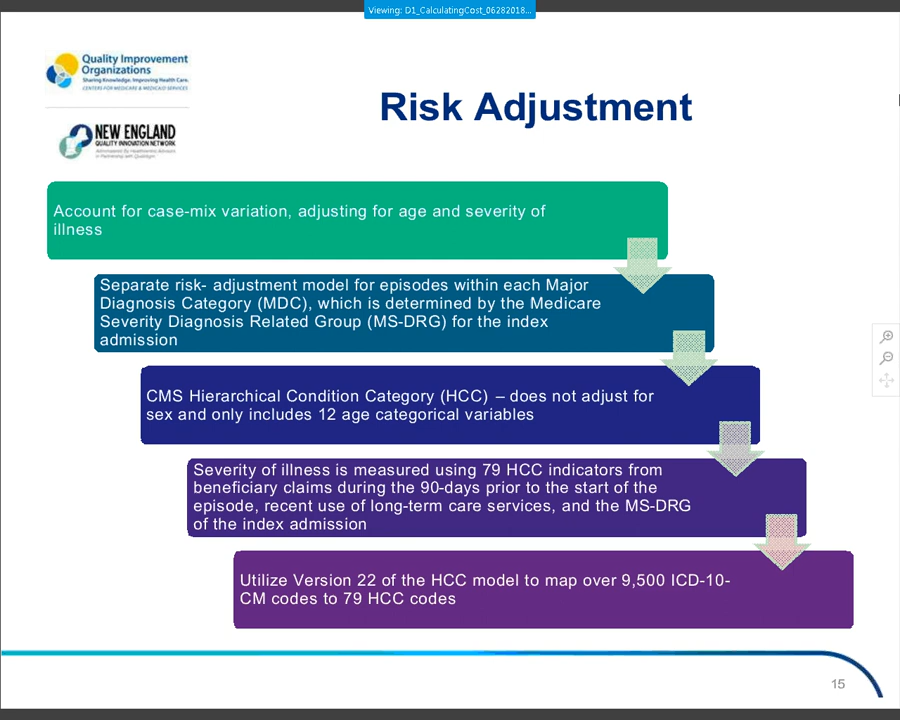 Viewing: D1_CalculatingCost_06282018...
Quality Improvement
Organizations
Sharing Knowledge. Improving Health Care.
CENTERS FOR MEDICARE & MEDICAID SERVICES
NEW ENGLAND
QUALITY INNOVATION NETWORK
Risk Adjustment
Account for case-mix variation, adjusting for age and severity of
illness
Separate risk- adjustment model for episodes within each Major
Diagnosis Category (MDC), which is determined by the Medicare
Severity Diagnosis Related Group (MS-DRG) for the index
admission
CMS Hierarchical Condition Category (HCC) – does not adjust for
sex and only includes 12 age categorical variables
Severity of illness is measured using 79 HCC indicators from
beneficiary claims during the 90-days prior to the start of the
episode, recent use of long-term care services, and the MS-DRG
of the index admission
Utilize Version 22 of the HCC model to map over 9,500 ICD-10-
CM codes to 79 HCC codes
15